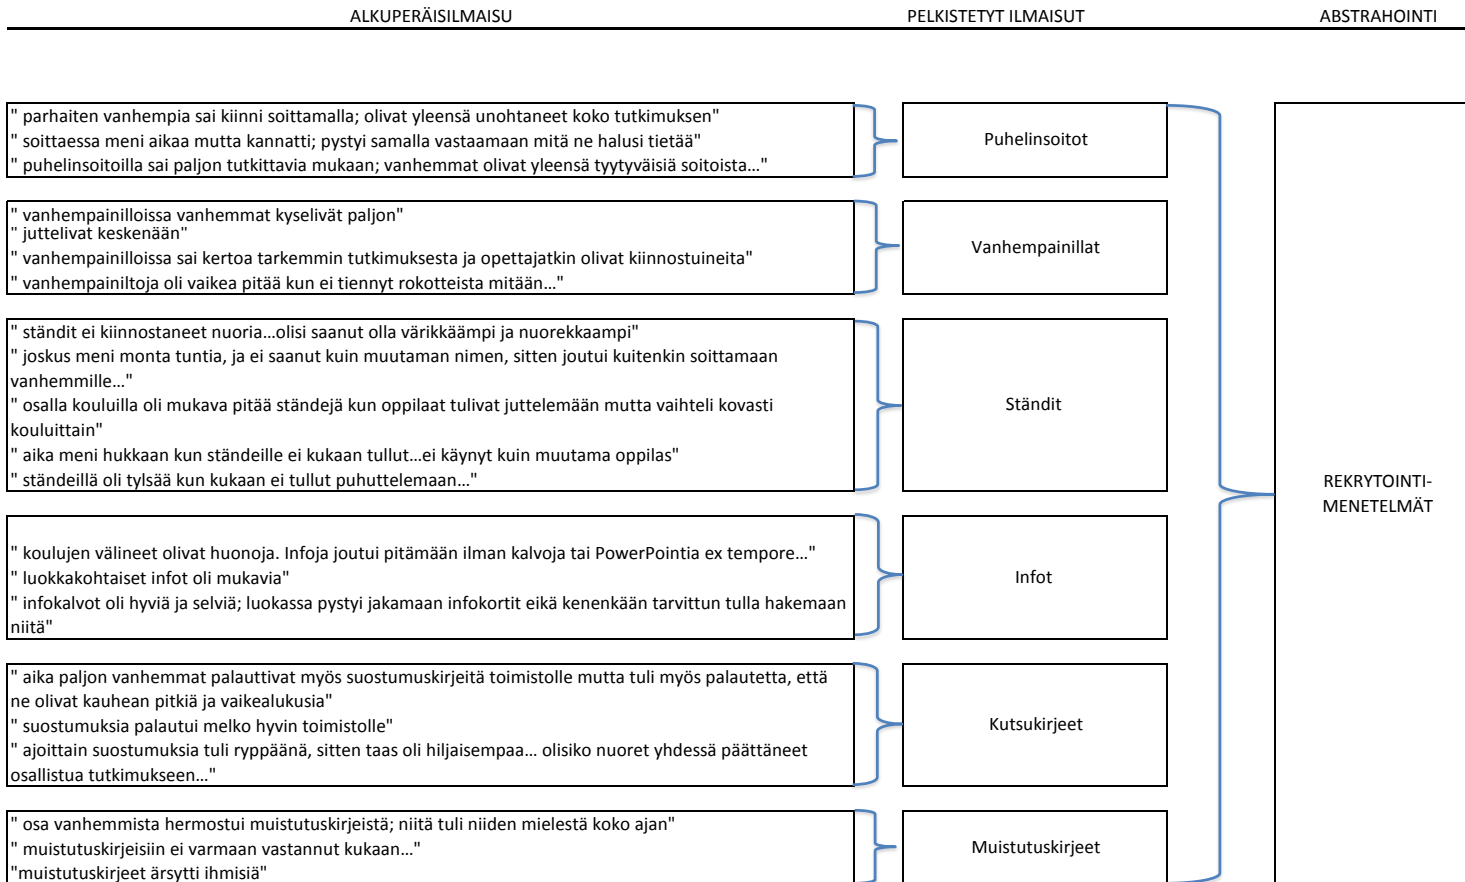 ALKUPERÄISILMAISU PELKISTETYT ILMAISUT ABSTRAHOINTI
" parhaiten vanhempia sai kiinni soittamalla; olivat yleensä unohtaneet koko tutkimuksen"
" soittaessa meni aikaa mutta kannatti; pystyi samalla vastaamaan mitä ne halusi tietää"
" puhelinsoitoilla sai paljon tutkittavia mukaan; vanhemmat olivat yleensä tyytyväisiä soitoista…"
Puhelinsoitot
" vanhempainilloissa vanhemmat kyselivät paljon"
" juttelivat keskenään"
" vanhempainilloissa sai kertoa tarkemmin tutkimuksesta ja opettajatkin olivat kiinnostuineita"
" vanhempainiltoja oli vaikea pitää kun ei tiennyt rokotteista mitään…"
Vanhempainillat
" ständit ei kiinnostaneet nuoria…olisi saanut olla värikkäämpi ja nuorekkaampi"
" joskus meni monta tuntia, ja ei saanut kuin muutaman nimen, sitten joutui kuitenkin soittamaan
vanhemmille…"
" osalla kouluilla oli mukava pitää ständejä kun oppilaat tulivat juttelemään mutta vaihteli kovasti
kouluittain"
" aika meni hukkaan kun ständeille ei kukaan tullut…ei käynyt kuin muutama oppilas"
" ständeillä oli tylsää kun kukaan ei tullut puhuttelemaan…"
Ständit
" koulujen välineet olivat huonoja. Infoja joutui pitämään ilman kalvoja tai PowerPointia ex tempore…"
" luokkakohtaiset infot oli mukavia"
" infokalvot oli hyviä ja selviä; luokassa pystyi jakamaan infokortit eikä kenenkään tarvittun tulla hakemaan
niitä"
Infot
" aika paljon vanhemmat palauttivat myös suostumuskirjeitä toimistolle mutta tuli myös palautetta, että
ne olivat kauhean pitkiä ja vaikealukusia"
" suostumuksia palautui melko hyvin toimistolle"
" ajoittain suostumuksia tuli ryppäänä, sitten taas oli hiljaisempaa… olisiko nuoret yhdessä päättäneet
osallistua tutkimukseen…"
Kutsukirjeet
" osa vanhemmista hermostui muistutuskirjeistä; niitä tuli niiden mielestä koko ajan"
" muistutuskirjeisiin ei varmaan vastannut kukaan…"
"muistutuskirjeet ärsytti ihmisiä"
Muistutuskirjeet
REKRYTOINTI-
MENETELMÄT